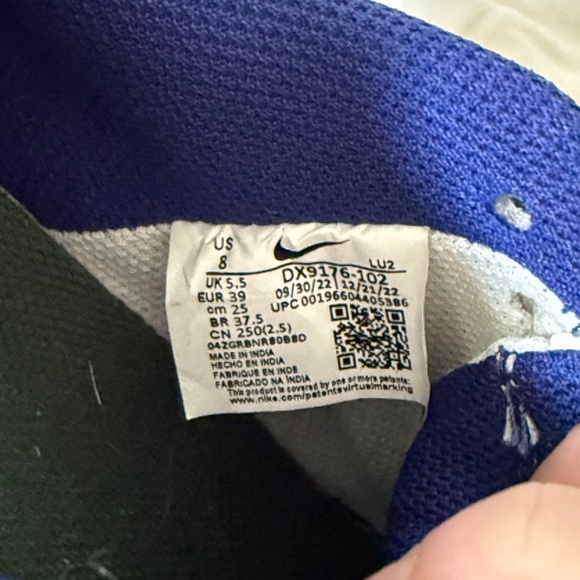 US
8
LU2
UK 5.5
DX9176-102
EUR 39
09/30/22 | 12/21/22
cm 25
UPC 00196604405386
BR 37.5
CN 250(2.5)
04ZGRBNR80B8D
MADE IN INDIA
HECHO EN INDIA
FABRIQUE EN INDE
FABRICADO NA ÍNDIA
This product is covered by one or more patents:
www.nike.com/patentsvirtualmarking